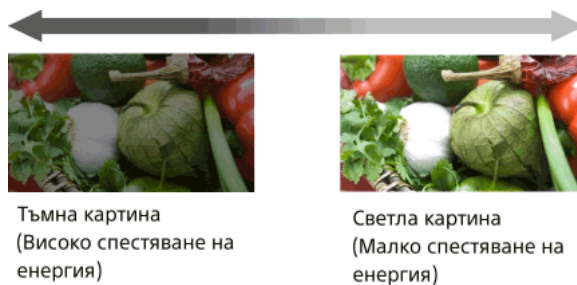 Тъмна картина
(Високо спестяване на
енергия)
Светла картина
(Малко спестяване на
енергия)